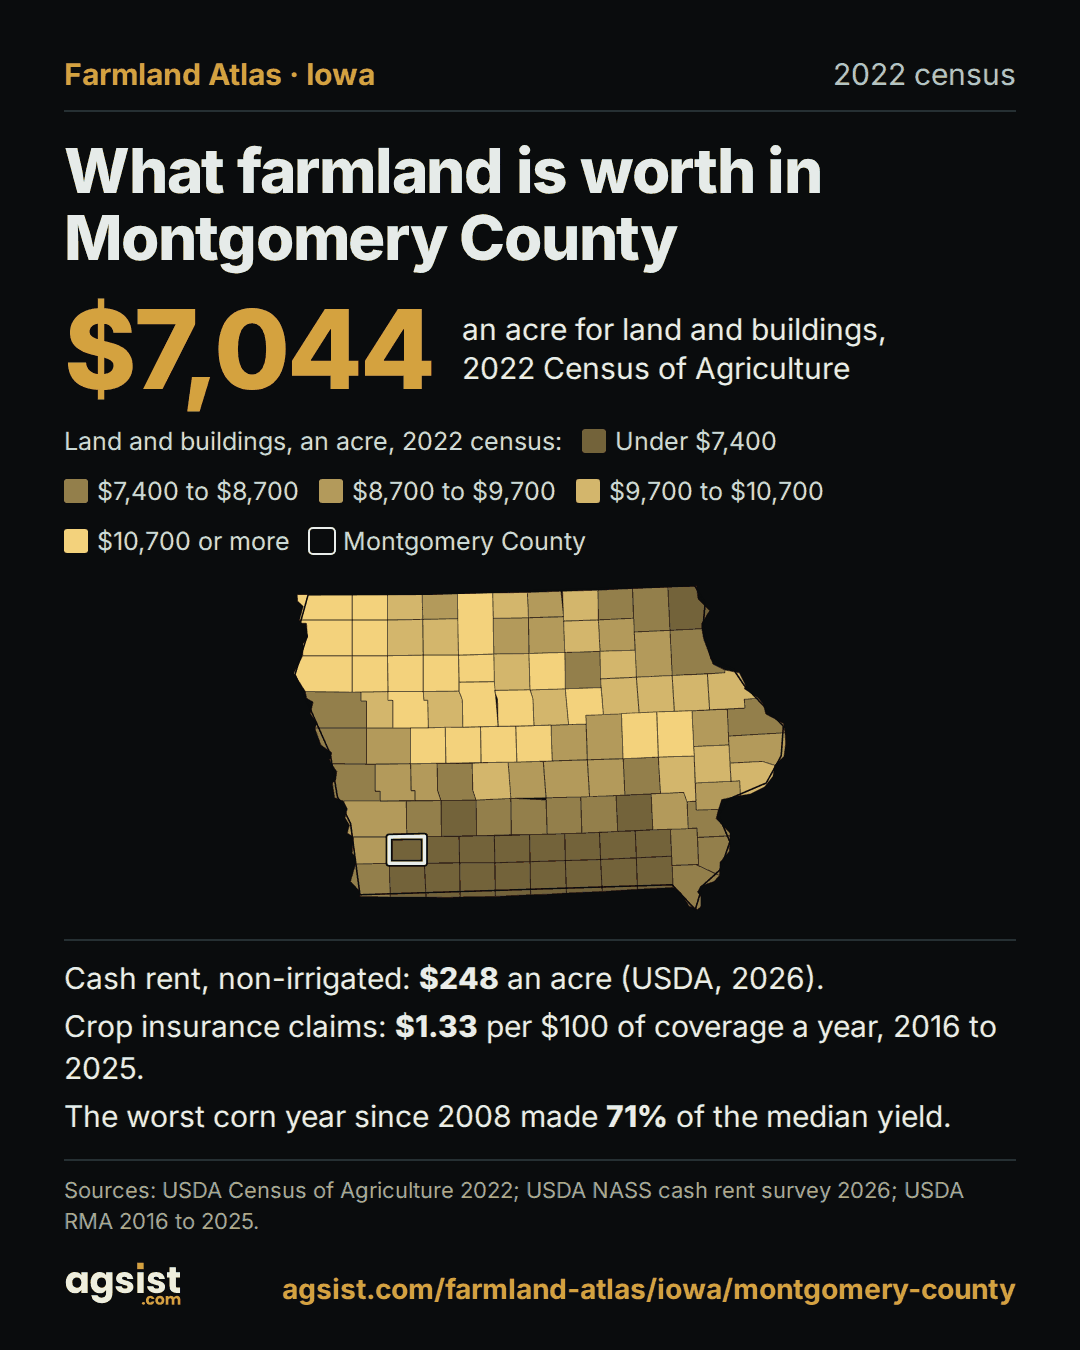 Farmland Atlas · Iowa
2022 census
What farmland is worth in
Montgomery County
$7,044
an acre for land and buildings,
2022 Census of Agriculture
Land and buildings, an acre, 2022 census: Under $7,400
$7,400 to $8,700 $8,700 to $9,700 $9,700 to $10,700
$10,700 or more Montgomery County
Cash rent, non-irrigated: $248 an acre (USDA, 2026).
Crop insurance claims: $1.33 per $100 of coverage a year, 2016 to
2025.
The worst corn year since 2008 made 71% of the median yield.
Sources: USDA Census of Agriculture 2022; USDA NASS cash rent survey 2026; USDA
RMA 2016 to 2025.
agsist
.com
agsist.com/farmland-atlas/iowa/montgomery-county